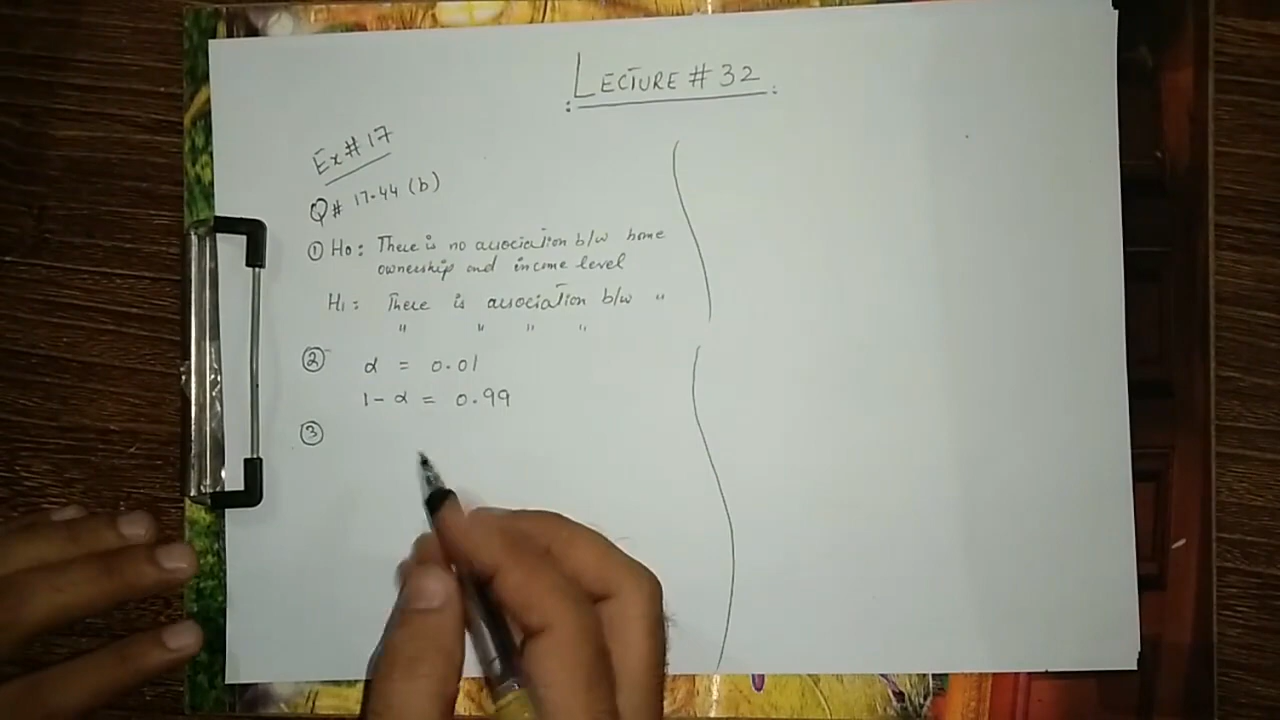 LECTURE # 32
Ex # 17
Q# 17.44 (b)
① H0: There is no association b/w home
ownership and income level
H1: There is association b/w "
" " " "
② α = 0.01
1 - α = 0.99
③